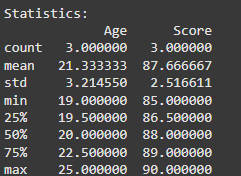 Statistics:
             Age      Score
count   3.000000   3.000000
mean   21.333333  87.666667
std     3.214550   2.516611
min    19.000000  85.000000
25%    19.500000  86.500000
50%    20.000000  88.000000
75%    22.500000  89.000000
max    25.000000  90.000000